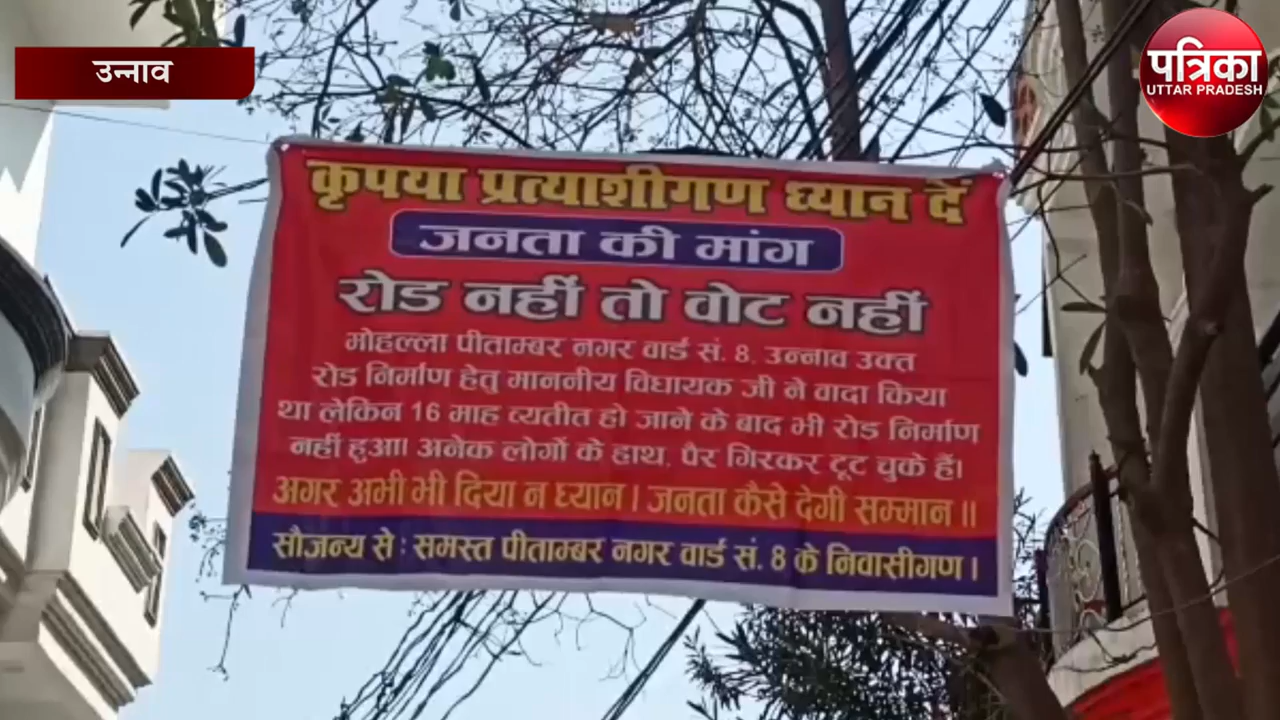 उन्नाव
पत्रिका
UTTAR PRADESH
कृपया प्रत्याशीगण ध्यान दें
जनता की मांग
रोड नहीं तो वोट नहीं
मोहल्ला पीताम्बर नगर वार्ड सं. 8, उन्नाव उक्त
रोड निर्माण हेतु माननीय विधायक जी ने वादा किया
था लेकिन 16 माह व्यतीत हो जाने के बाद भी रोड निर्माण
नहीं हुआ। अनेक लोगों के हाथ, पैर गिरकर टूट चुके हैं।
अगर अभी भी दिया न ध्यान। जनता कैसे देगी सम्मान॥
सौजन्य से : समस्त पीताम्बर नगर वार्ड सं. 8 के निवासीगण।